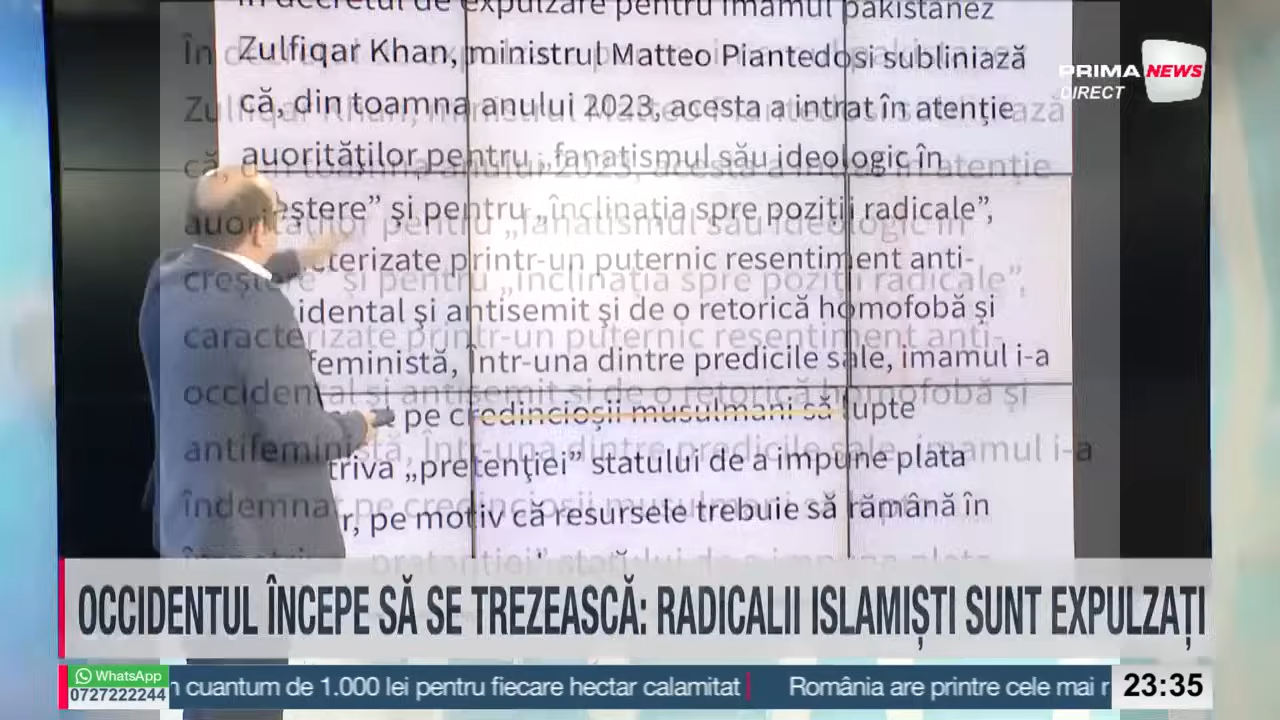 în decretul de expulzare pentru imamul pakistanez
Zulfiqar Khan, ministrul Matteo Piantedosi subliniază
că, din toamna anului 2023, acesta a intrat în atenție
auorităților pentru „fanatismul său ideologic în
creștere” și pentru „înclinația spre poziții radicale”,
caracterizate printr-un puternic resentiment anti-
occidental și antisemit și de o retorică homofobă și
antifeministă, Într-una dintre predicile sale, imamul i-a
îndemnat pe credincioșii musulmani să lupte
triva „pretenţiei” statului de a impune plata
r, pe motiv că resursele trebuie să rămână în
PRIMA NEWS
DIRECT
OCCIDENTUL ÎNCEPE SĂ SE TREZEASCĂ: RADICALII ISLAMIȘTI SUNT EXPULZAȚI
WhatsApp
0727222244
n cuantum de 1.000 lei pentru fiecare hectar calamitat
România are printre cele mai r
23:35